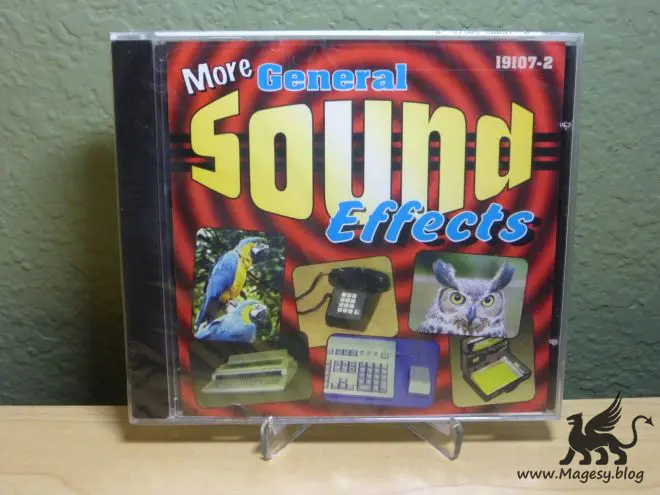 19107-2
More General
Sound
Effects
www.Magesy.blog